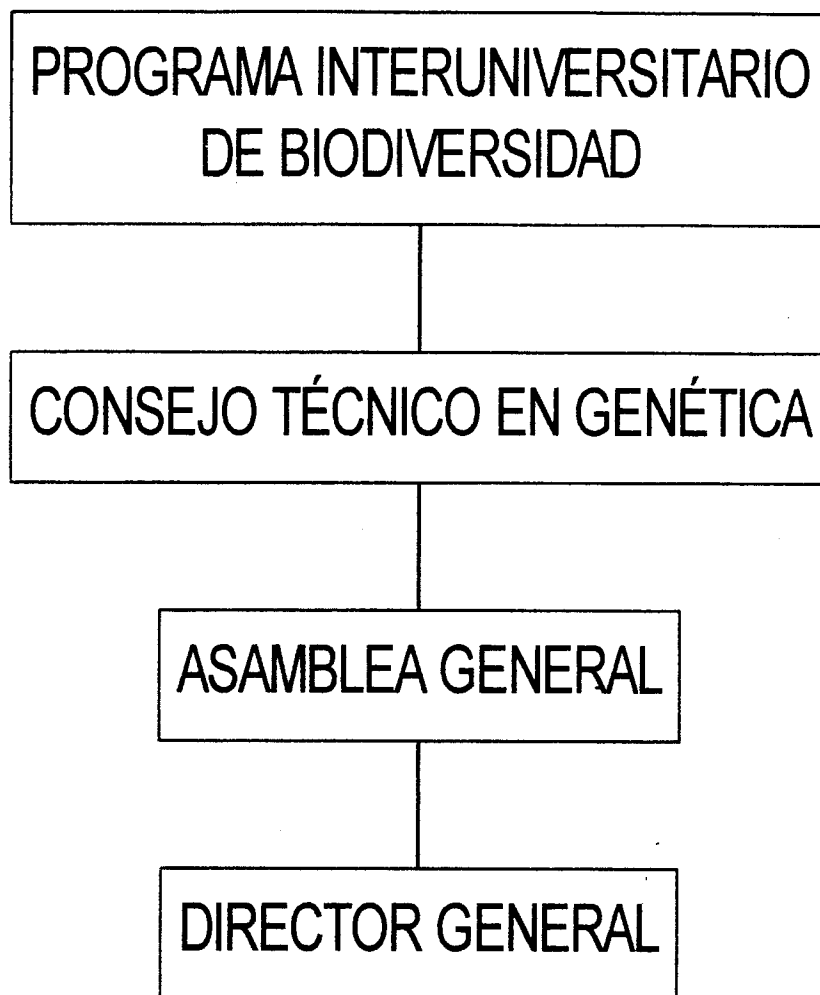 PROGRAMA INTERUNIVERSITARIO
DE BIODIVERSIDAD
CONSEJO TÉCNICO EN GENÉTICA
ASAMBLEA GENERAL
DIRECTOR GENERAL